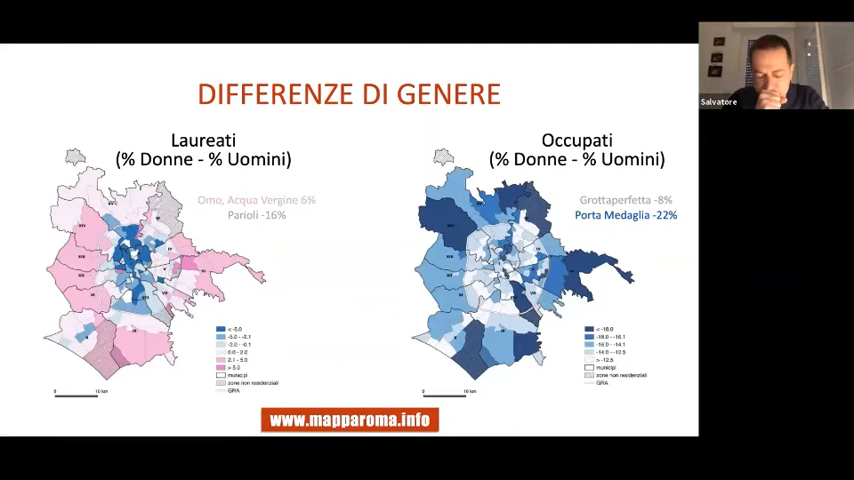 DIFFERENZE DI GENERE
Laureati
(% Donne - % Uomini)
Omo, Acqua Vergine 6%
Parioli -16%
< -5.0
-5.0 - -2.1
-2.0 - -0.1
0.0 - 2.0
2.1 - 5.0
> 5.0
municipi
zone non residenziali
GRA
0 10 km
Occupati
(% Donne - % Uomini)
Grottaperfetta -8%
Porta Medaglia -22%
< -18.0
-18.0 - -16.1
-16.0 - -14.1
-14.0 - -12.5
> -12.5
municipi
zone non residenziali
GRA
0 10 km
www.mapparoma.info
Salvatore